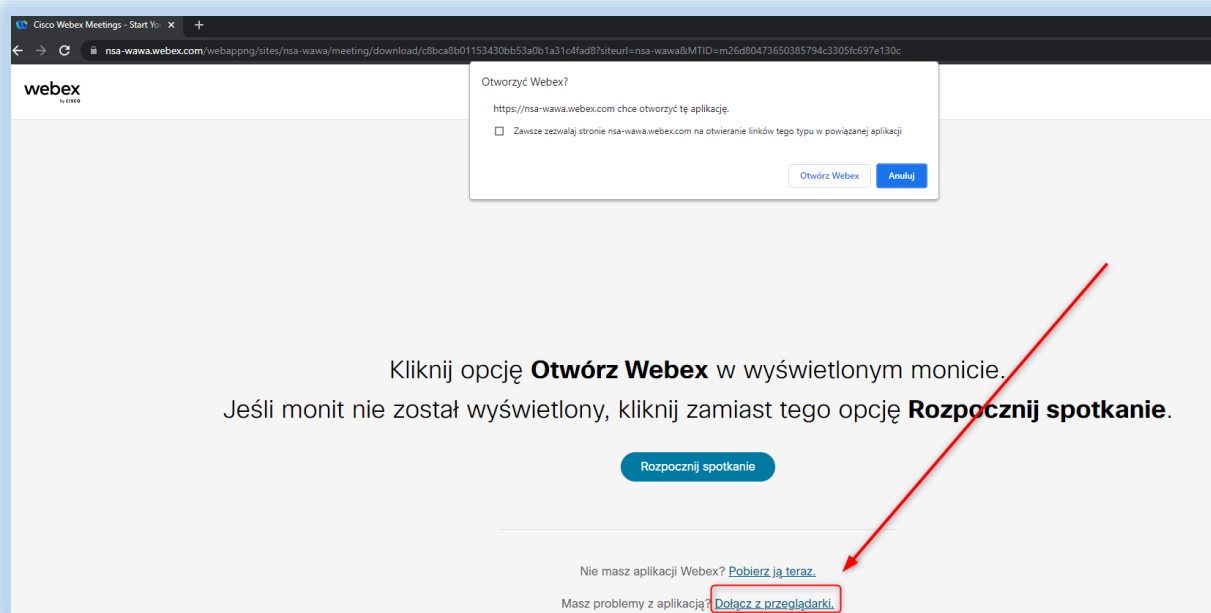 Cisco Webex Meetings - Start Yo
nsa-wawa.webex.com/webappng/sites/nsa-wawa/meeting/download/c8bca8b01153430bb53a0b1a31c4fad8?siteurl=nsa-wawa&MTID=m26d80473650385794c3305fc697e130c
webex
by CISCO
Otworzyć Webex?
https://nsa-wawa.webex.com chce otworzyć tę aplikację.
Zawsze zezwalaj stronie nsa-wawa.webex.com na otwieranie linków tego typu w powiązanej aplikacji
Otwórz Webex Anuluj
Kliknij opcję Otwórz Webex w wyświetlonym monicie.
Jeśli monit nie został wyświetlony, kliknij zamiast tego opcję Rozpocznij spotkanie.
Rozpocznij spotkanie
Nie masz aplikacji Webex? Pobierz ją teraz.
Masz problemy z aplikacją? Dołącz z przeglądarki.